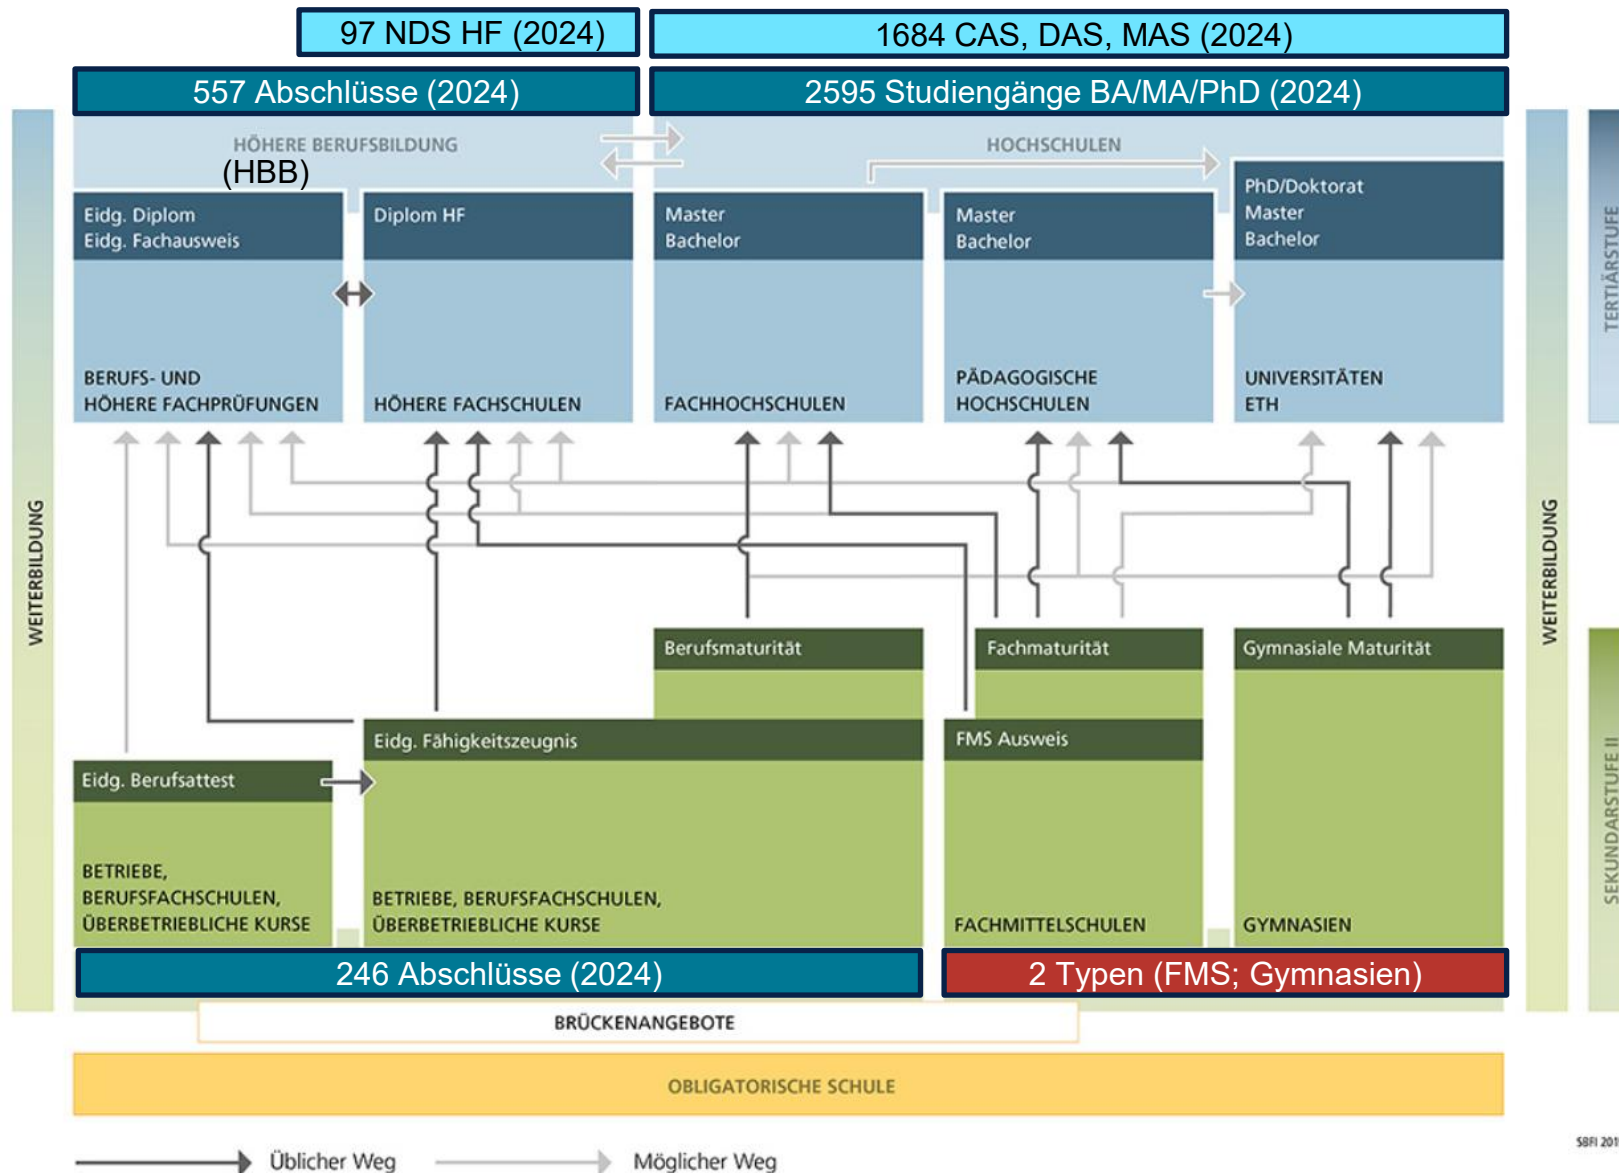 97 NDS HF (2024)
1684 CAS, DAS, MAS (2024)
557 Abschlüsse (2024)
2595 Studiengänge BA/MA/PhD (2024)
HÖHERE BERUFSBILDUNG
(HBB)
HOCHSCHULEN
Eidg. Diplom
Eidg. Fachausweis
Diplom HF
Master
Bachelor
Master
Bachelor
PhD/Doktorat
Master
Bachelor
BERUFS- UND
HÖHERE FACHPRÜFUNGEN
HÖHERE FACHSCHULEN
FACHHOCHSCHULEN
PÄDAGOGISCHE
HOCHSCHULEN
UNIVERSITÄTEN
ETH
TERTIÄRSTUFE
WEITERBILDUNG
WEITERBILDUNG
Berufsmaturität
Fachmaturität
Gymnasiale Maturität
Eidg. Fähigkeitszeugnis
FMS Ausweis
Eidg. Berufsattest
BETRIEBE,
BERUFSFACHSCHULEN,
ÜBERBETRIEBLICHE KURSE
BETRIEBE, BERUFSFACHSCHULEN,
ÜBERBETRIEBLICHE KURSE
FACHMITTELSCHULEN
GYMNASIEN
SEKUNDARSTUFE II
246 Abschlüsse (2024)
2 Typen (FMS; Gymnasien)
BRÜCKENANGEBOTE
OBLIGATORISCHE SCHULE
Üblicher Weg
Möglicher Weg
SBFI